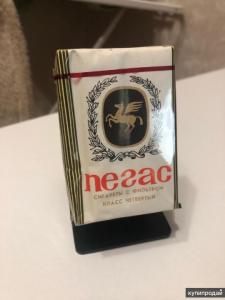 пегас
СИГАРЕТЫ С ФИЛЬТРОМ
КЛАСС ЧЕТВЕРТЫЙ
купипродай